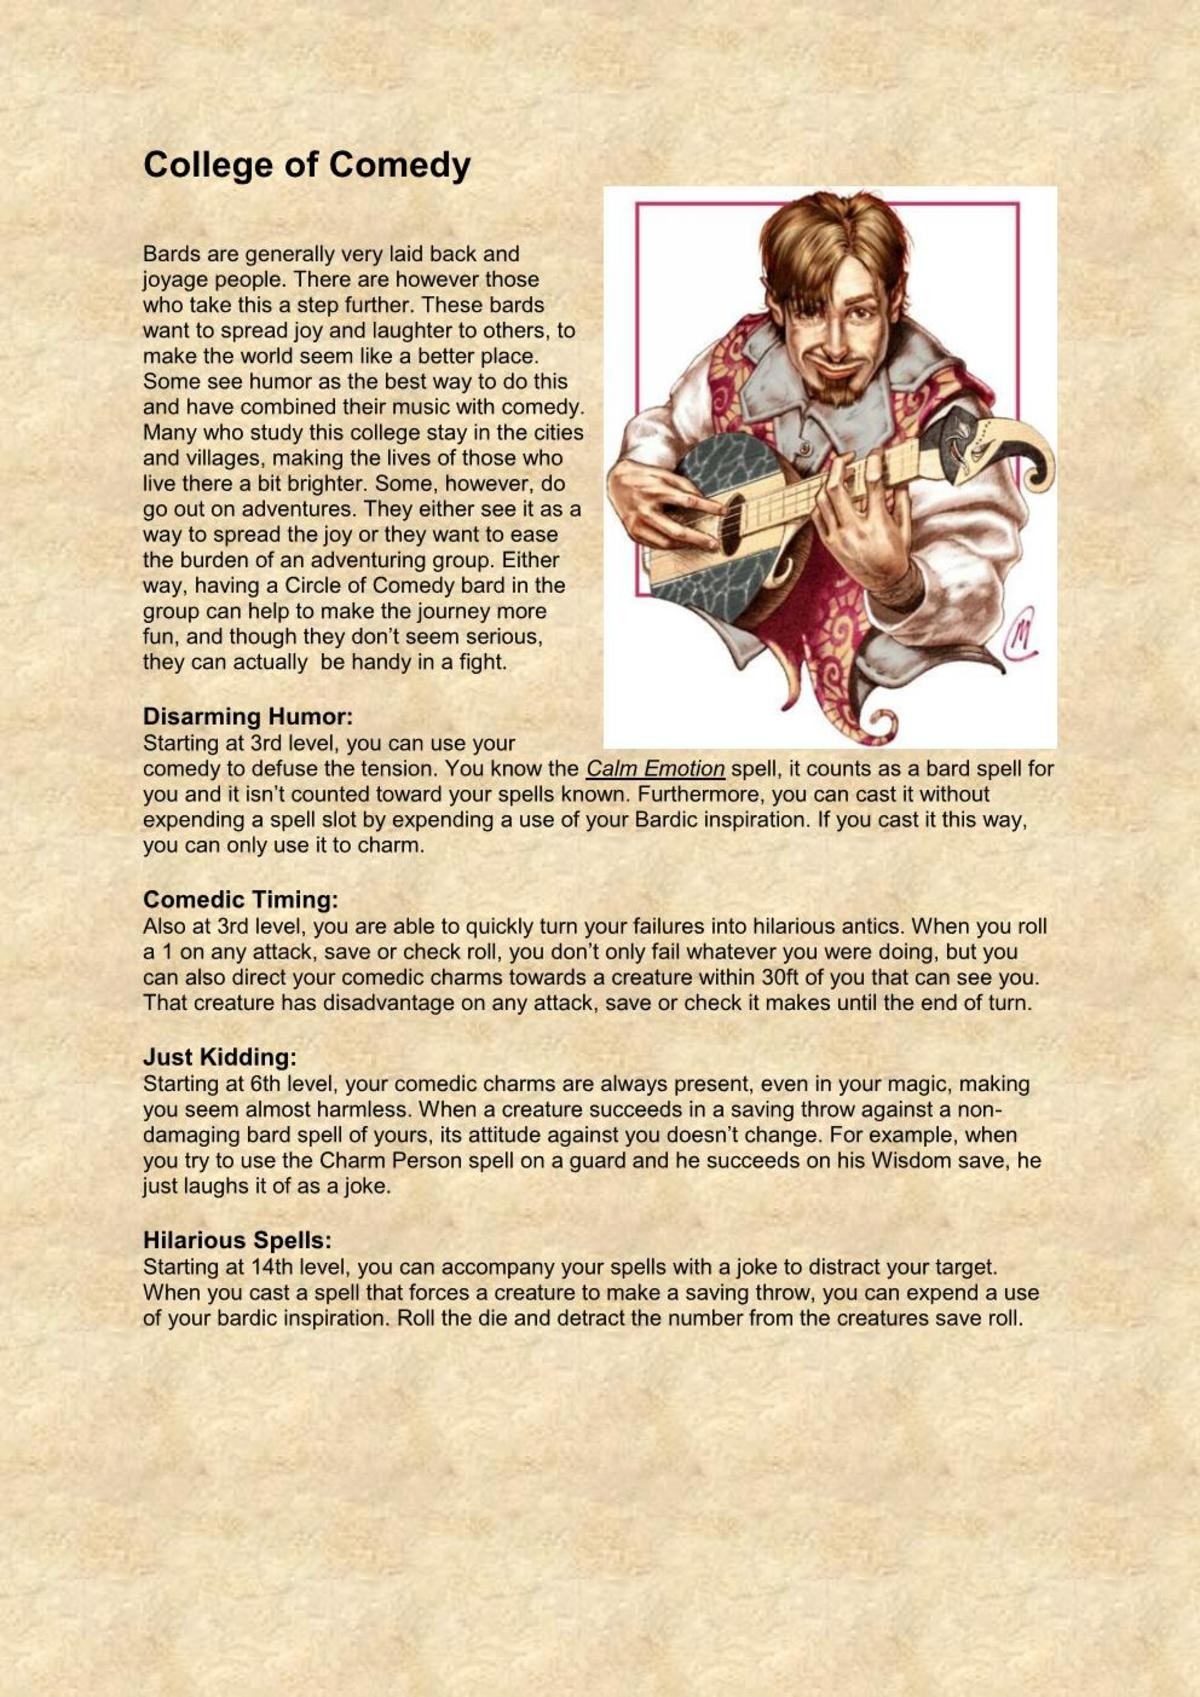 College of Comedy
Bards are generally very laid back and
joyage people. There are however those
who take this a step further. These bards
want to spread joy and laughter to others, to
make the world seem like a better place.
Some see humor as the best way to do this
and have combined their music with comedy.
Many who study this college stay in the cities
and villages, making the lives of those who
live there a bit brighter. Some, however, do
go out on adventures. They either see it as a
way to spread the joy or they want to ease
the burden of an adventuring group. Either
way, having a Circle of Comedy bard in the
group can help to make the journey more
fun, and though they don’t seem serious,
they can actually  be handy in a fight.
Disarming Humor:
Starting at 3rd level, you can use your
comedy to defuse the tension. You know the Calm Emotion spell, it counts as a bard spell for
you and it isn’t counted toward your spells known. Furthermore, you can cast it without
expending a spell slot by expending a use of your Bardic inspiration. If you cast it this way,
you can only use it to charm.
Comedic Timing:
Also at 3rd level, you are able to quickly turn your failures into hilarious antics. When you roll
a 1 on any attack, save or check roll, you don’t only fail whatever you were doing, but you
can also direct your comedic charms towards a creature within 30ft of you that can see you.
That creature has disadvantage on any attack, save or check it makes until the end of turn.
Just Kidding:
Starting at 6th level, your comedic charms are always present, even in your magic, making
you seem almost harmless. When a creature succeeds in a saving throw against a non-
damaging bard spell of yours, its attitude against you doesn’t change. For example, when
you try to use the Charm Person spell on a guard and he succeeds on his Wisdom save, he
just laughs it of as a joke.
Hilarious Spells:
Starting at 14th level, you can accompany your spells with a joke to distract your target.
When you cast a spell that forces a creature to make a saving throw, you can expend a use
of your bardic inspiration. Roll the die and detract the number from the creatures save roll.